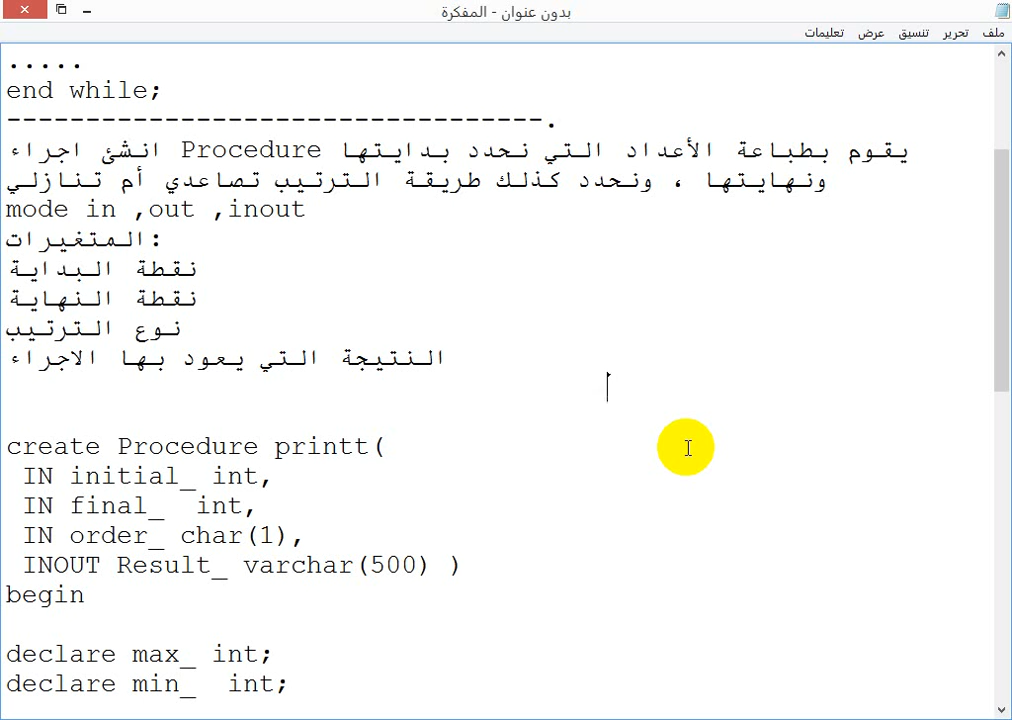 بدون عنوان - المفكرة
ملف تحرير تنسيق عرض تعليمات
.....
end while;
----------------------------------.
انشئ اجراء Procedure يقوم بطباعة الأعداد التي نحدد بدايتها
ونهايتها ، ونحدد كذلك طريقة الترتيب تصاعدي أم تنازلي
mode in ,out ,inout
المتغيرات:
نقطة البداية
نقطة النهاية
نوع الترتيب
النتيجة التي يعود بها الاجراء
create Procedure printt(
IN initial_ int,
IN final_  int,
IN order_ char(1),
INOUT Result_ varchar(500) )
begin
declare max_ int;
declare min_  int;